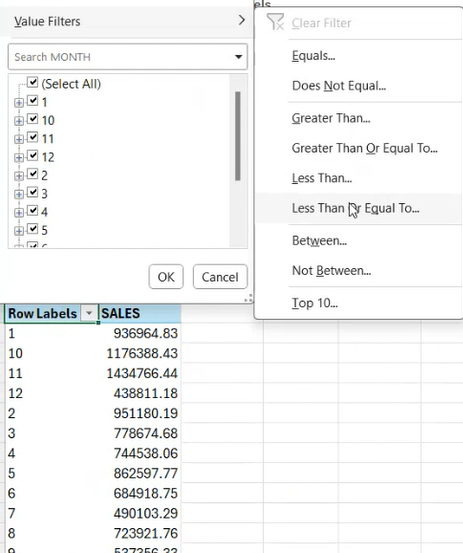 els
Value Filters
Search MONTH
(Select All)
1
10
11
12
2
3
4
5
OK Cancel
Clear Filter
Equals...
Does Not Equal...
Greater Than...
Greater Than Or Equal To...
Less Than...
Less Than Or Equal To...
Between...
Not Between...
Top 10...
Row Labels SALES
1 936964.83
10 1176388.43
11 1434766.44
12 438811.18
2 951180.19
3 778674.68
4 744538.06
5 862597.77
6 684918.75
7 490103.29
8 723921.76
9 537356.33